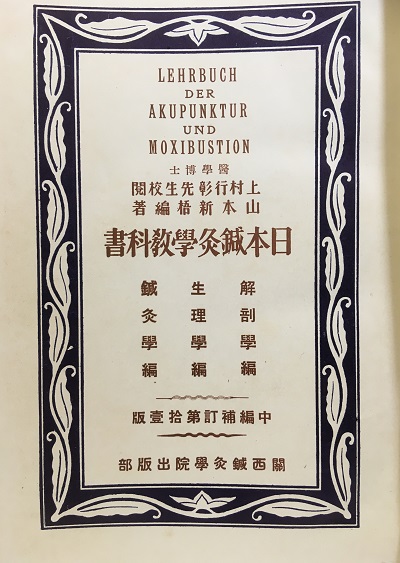 LEHRBUCH
DER
AKUPUNKTUR
UND
MOXIBUSTION
醫學博士
上村行彰先生校閱
山本新梧編著
日本鍼灸學敎科書
解剖學編
生理學編
鍼灸學編
中編補訂第拾壹版
關西鍼灸學院出版部